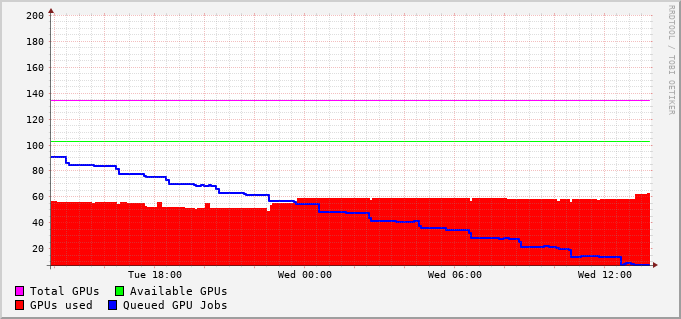 200
180
160
140
120
100
80
60
40
20
Tue 18:00 Wed 00:00 Wed 06:00 Wed 12:00
Total GPUs Available GPUs
GPUs used Queued GPU Jobs
RRDTOOL / TOBI OETIKER